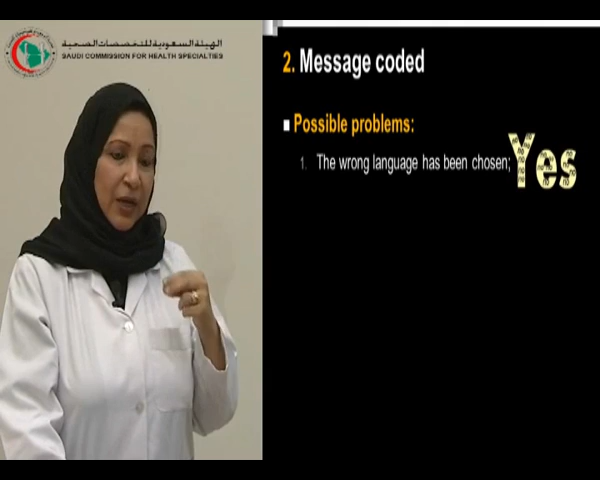 الهيئة السعودية للتخصصات الصحية
SAUDI COMMISSION FOR HEALTH SPECIALTIES
2. Message coded
Possible problems:
1. The wrong language has been chosen;
Yes